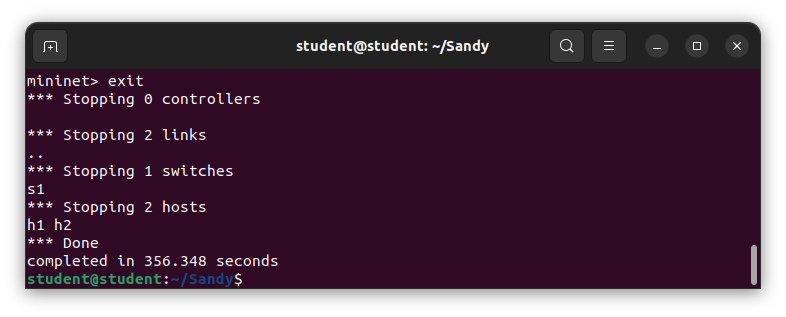 student@student: ~/Sandy
mininet> exit
*** Stopping 0 controllers

*** Stopping 2 links
..
*** Stopping 1 switches
s1
*** Stopping 2 hosts
h1 h2
*** Done
completed in 356.348 seconds
student@student:~/Sandy$